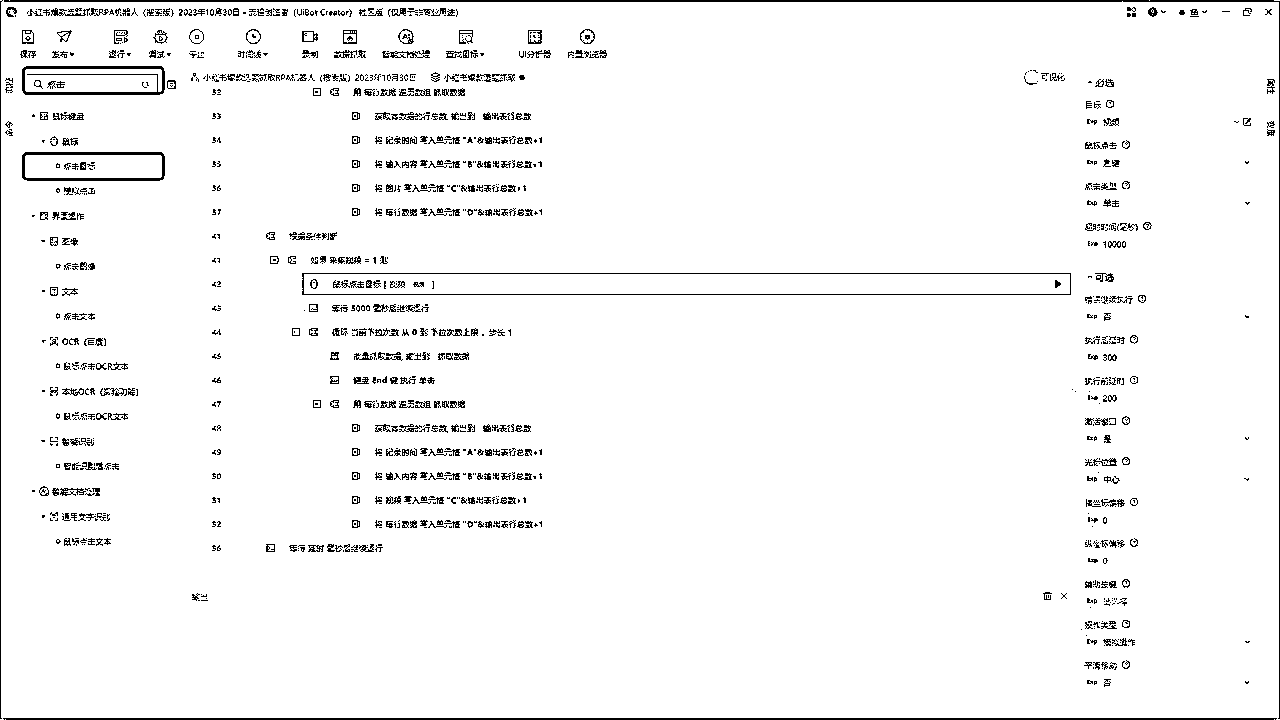 小红书爆款选题抓取RPA机器人（搜索版）2023年10月30日 - 流程创造者（UiBot Creator） 社区版（仅用于非商业用途）
保存 发布 运行 调试 停止 时间线 录制 数据抓取 智能文档处理 查找图标 UI分析器 内置浏览器
点击
小红书爆款选题抓取RPA机器人（搜索版）2023年10月30日 小红书爆款选题抓取
可视化
鼠标键盘
鼠标
点击目标
模拟点击
界面操作
图像
点击图像
文本
点击文本
OCR（百度）
鼠标点击OCR文本
本地OCR（实验功能）
鼠标点击OCR文本
智能识别
智能识别后点击
智能文档处理
通用文字识别
鼠标点击文本
32 用 每行数据 遍历数组 抓取数据
33 获取有数据的行总数, 输出到 输出表行总数
34 将 记录时间 写入单元格 "A"&输出表行总数+1
35 将 输入内容 写入单元格 "B"&输出表行总数+1
36 将 图片 写入单元格 "C"&输出表行总数+1
37 将 每行数据 写入单元格 "D"&输出表行总数+1
41 根据条件判断
41 如果 采集视频 = 1 则
42 鼠标点击目标 [ 视频 ]
43 等待 5000 毫秒后继续运行
44 循环 当前下拉次数 从 0 到 下拉次数上限 , 步长 1
45 批量抓取数据, 输出到 抓取数据
46 键盘 End 键 执行 单击
47 用 每行数据 遍历数组 抓取数据
48 获取有数据的行总数, 输出到 输出表行总数
49 将 记录时间 写入单元格 "A"&输出表行总数+1
50 将 输入内容 写入单元格 "B"&输出表行总数+1
51 将 视频 写入单元格 "C"&输出表行总数+1
52 将 每行数据 写入单元格 "D"&输出表行总数+1
56 等待 延时 毫秒后继续运行
输出
必选
目标
Exp 视频
鼠标点击
Exp 左键
点击类型
Exp 单击
超时时间(毫秒)
Exp 10000
可选
错误继续执行
Exp 否
执行后延时
Exp 300
执行前延时
Exp 200
激活窗口
Exp 是
光标位置
Exp 中心
横坐标偏移
Exp 0
纵坐标偏移
Exp 0
辅助按键
Exp 请选择
操作类型
Exp 模拟操作
平滑移动
Exp 否